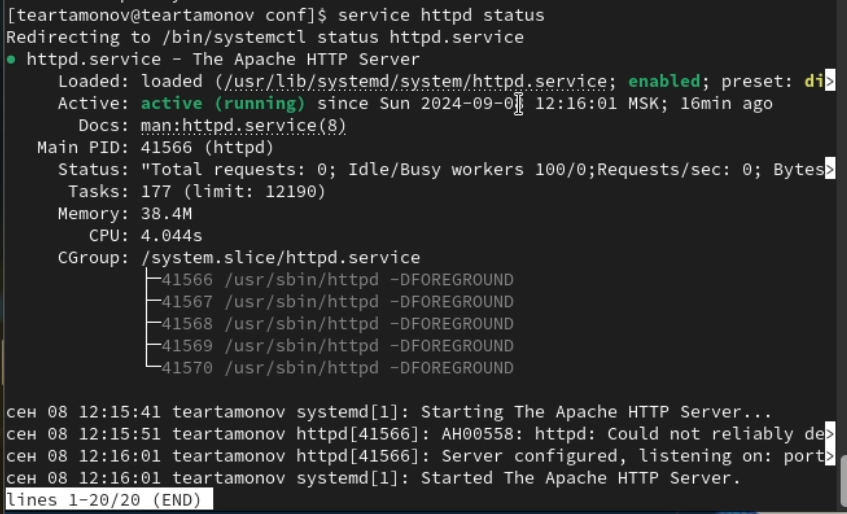 [teartamonov@teartamonov conf]$ service httpd status
Redirecting to /bin/systemctl status httpd.service
● httpd.service - The Apache HTTP Server
Loaded: loaded (/usr/lib/systemd/system/httpd.service; enabled; preset: di>
Active: active (running) since Sun 2024-09-08 12:16:01 MSK; 16min ago
Docs: man:httpd.service(8)
Main PID: 41566 (httpd)
Status: "Total requests: 0; Idle/Busy workers 100/0;Requests/sec: 0; Bytes>
Tasks: 177 (limit: 12190)
Memory: 38.4M
CPU: 4.044s
CGroup: /system.slice/httpd.service
├─41566 /usr/sbin/httpd -DFOREGROUND
├─41567 /usr/sbin/httpd -DFOREGROUND
├─41568 /usr/sbin/httpd -DFOREGROUND
├─41569 /usr/sbin/httpd -DFOREGROUND
└─41570 /usr/sbin/httpd -DFOREGROUND
сен 08 12:15:41 teartamonov systemd[1]: Starting The Apache HTTP Server...
сен 08 12:15:51 teartamonov httpd[41566]: AH00558: httpd: Could not reliably de>
сен 08 12:16:01 teartamonov httpd[41566]: Server configured, listening on: port>
сен 08 12:16:01 teartamonov systemd[1]: Started The Apache HTTP Server.
lines 1-20/20 (END)